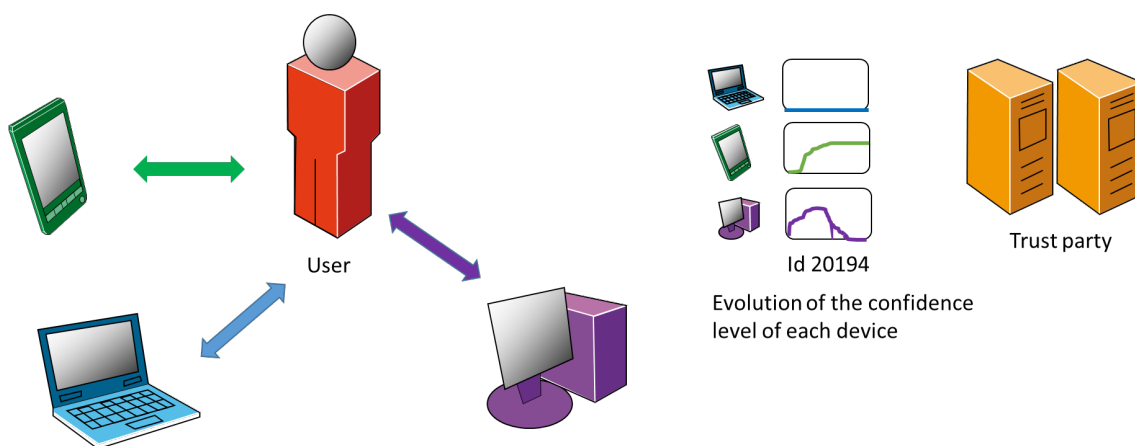 User
Id 20194
Evolution of the confidence
level of each device
Trust party